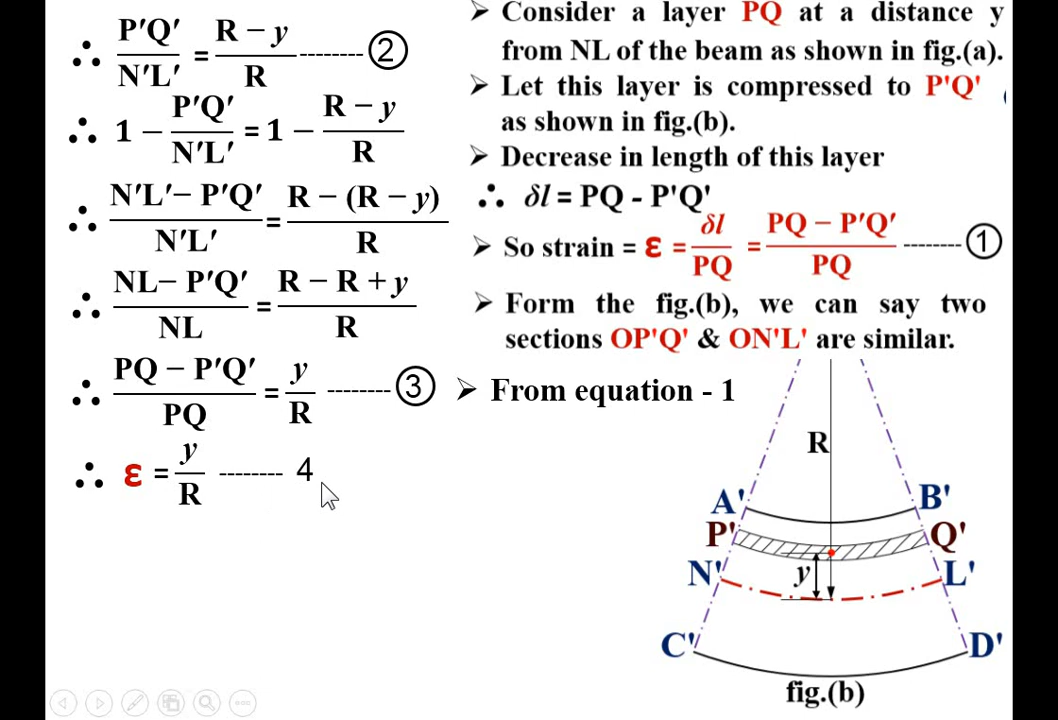 ∴ P′Q′/N′L′ = (R − y)/R -------- ②
∴ 1 − P′Q′/N′L′ = 1 − (R − y)/R
∴ (N′L′− P′Q′)/N′L′ = (R − (R − y))/R
∴ (NL− P′Q′)/NL = (R − R + y)/R
∴ (PQ − P′Q′)/PQ = y/R -------- ③
∴ ε = y/R -------- 4
➢ Consider a layer PQ at a distance y
from NL of the beam as shown in fig.(a).
➢ Let this layer is compressed to P'Q'
as shown in fig.(b).
➢ Decrease in length of this layer
∴ δl = PQ - P'Q'
➢ So strain = ε = δl/PQ = (PQ − P′Q′)/PQ -------- ①
➢ Form the fig.(b), we can say two
sections OP'Q' & ON'L' are similar.
➢ From equation - 1
R
A' B'
P' Q'
N' y L'
C' D'
fig.(b)